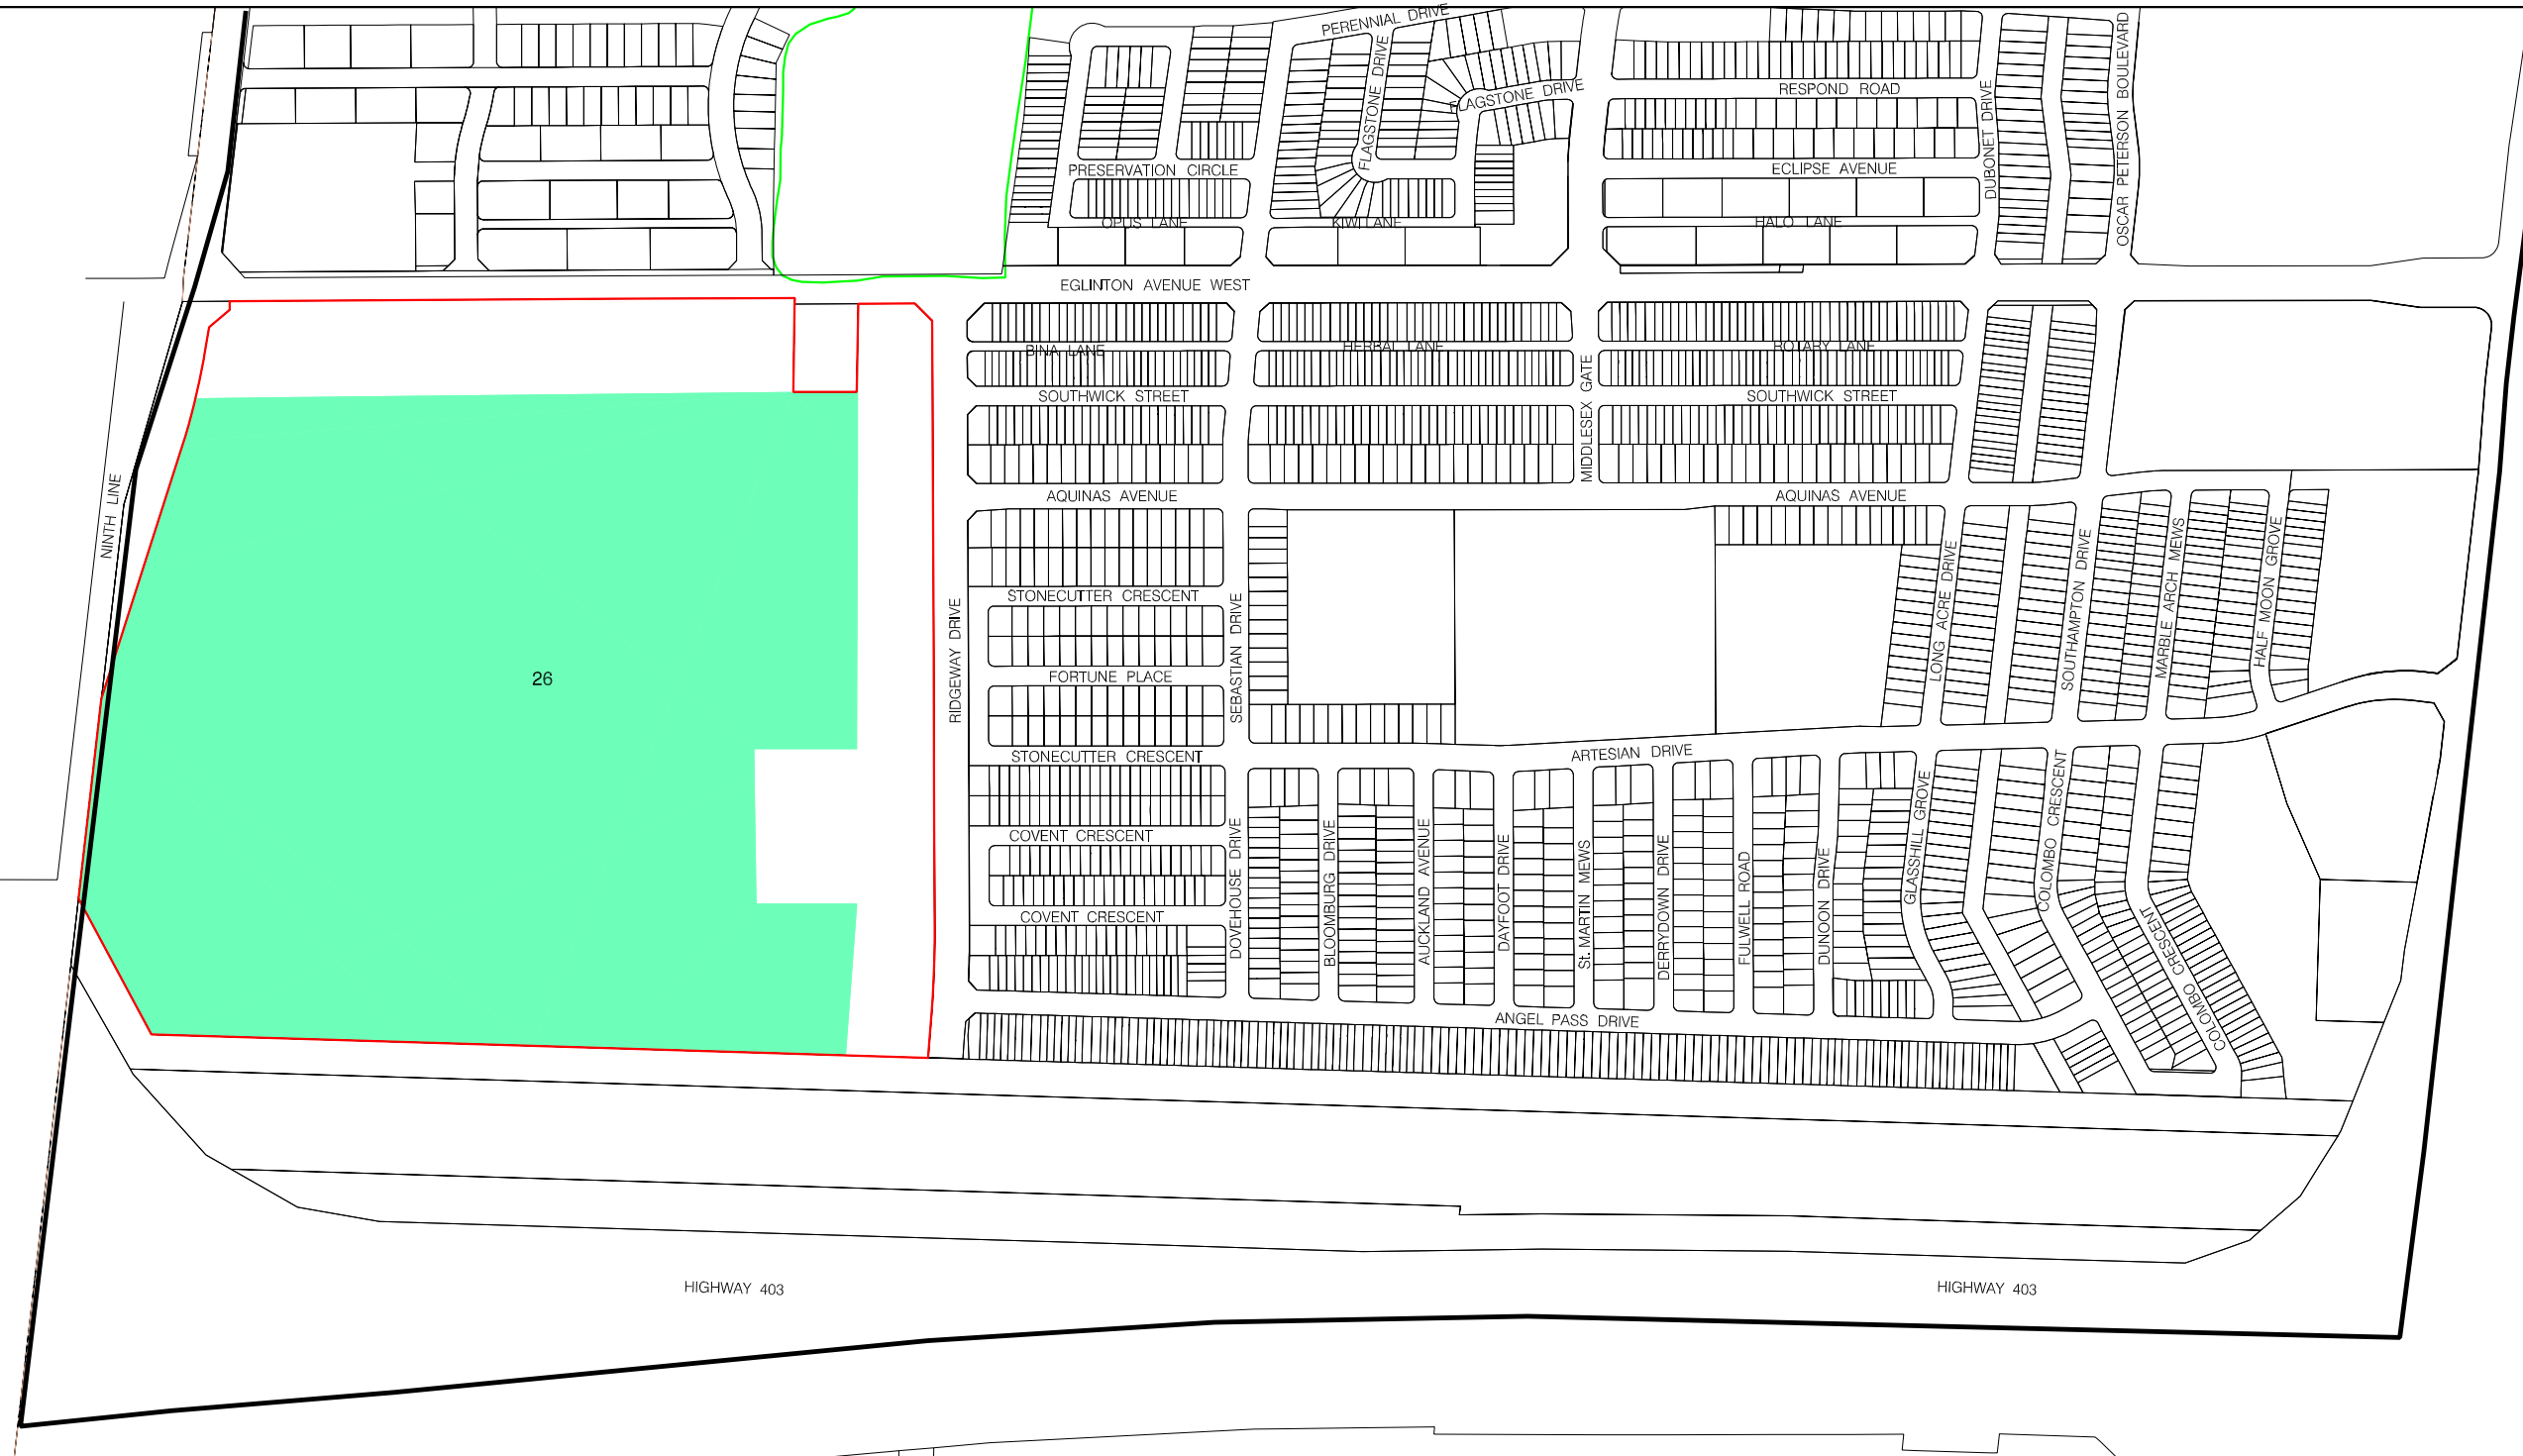 PERENNIAL DRIVE
FLAGSTONE DRIVE
FLAGSTONE DRIVE
RESPOND ROAD
DUBONET DRIVE
OSCAR PETERSON BOULEVARD
PRESERVATION CIRCLE
ECLIPSE AVENUE
OPUS LANE
KIWI LANE
HALO LANE
EGLINTON AVENUE WEST
BINA LANE
HERBAL LANE
ROTARY LANE
MIDDLESEX GATE
SOUTHWICK STREET
SOUTHWICK STREET
NINTH LINE
AQUINAS AVENUE
AQUINAS AVENUE
STONECUTTER CRESCENT
RIDGEWAY DRIVE
SEBASTIAN DRIVE
LONG ACRE DRIVE
SOUTHAMPTON DRIVE
MARBLE ARCH MEWS
HALF MOON GROVE
26
FORTUNE PLACE
STONECUTTER CRESCENT
ARTESIAN DRIVE
COVENT CRESCENT
DOVEHOUSE DRIVE
BLOOMBURG DRIVE
AUCKLAND AVENUE
DAYFOOT DRIVE
St. MARTIN MEWS
DERRYDOWN DRIVE
FULWELL ROAD
DUNOON DRIVE
GLASSHILL GROVE
COLOMBO CRESCENT
COVENT CRESCENT
COLOMBO CRESCENT
ANGEL PASS DRIVE
HIGHWAY 403
HIGHWAY 403